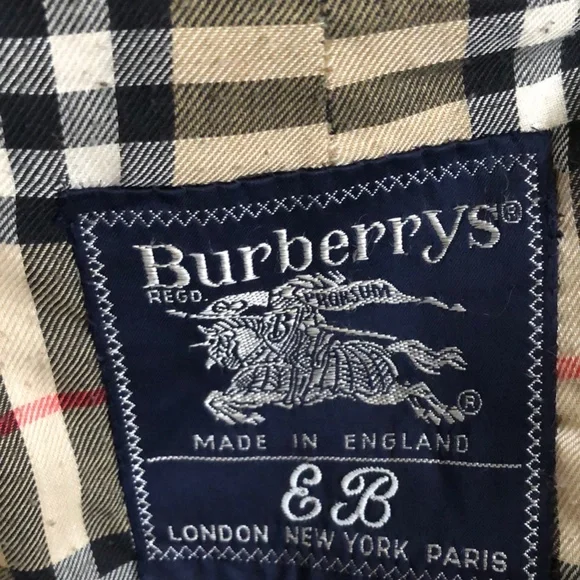 Burberrys®
REGD. PRORSUM
B
®
MADE IN ENGLAND
EB
LONDON NEW YORK PARIS